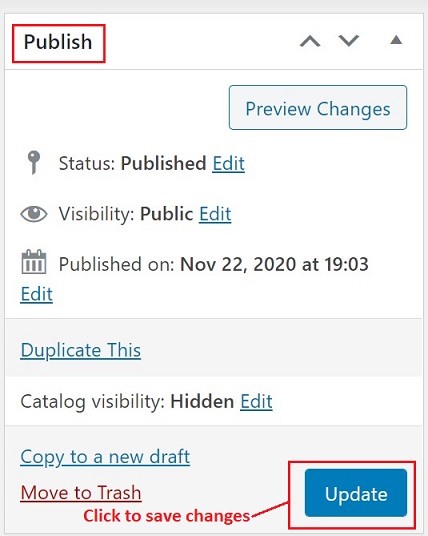 Publish
Preview Changes
Status: Published Edit
Visibility: Public Edit
Published on: Nov 22, 2020 at 19:03
Edit
Duplicate This
Catalog visibility: Hidden Edit
Copy to a new draft
Move to Trash
Update
Click to save changes